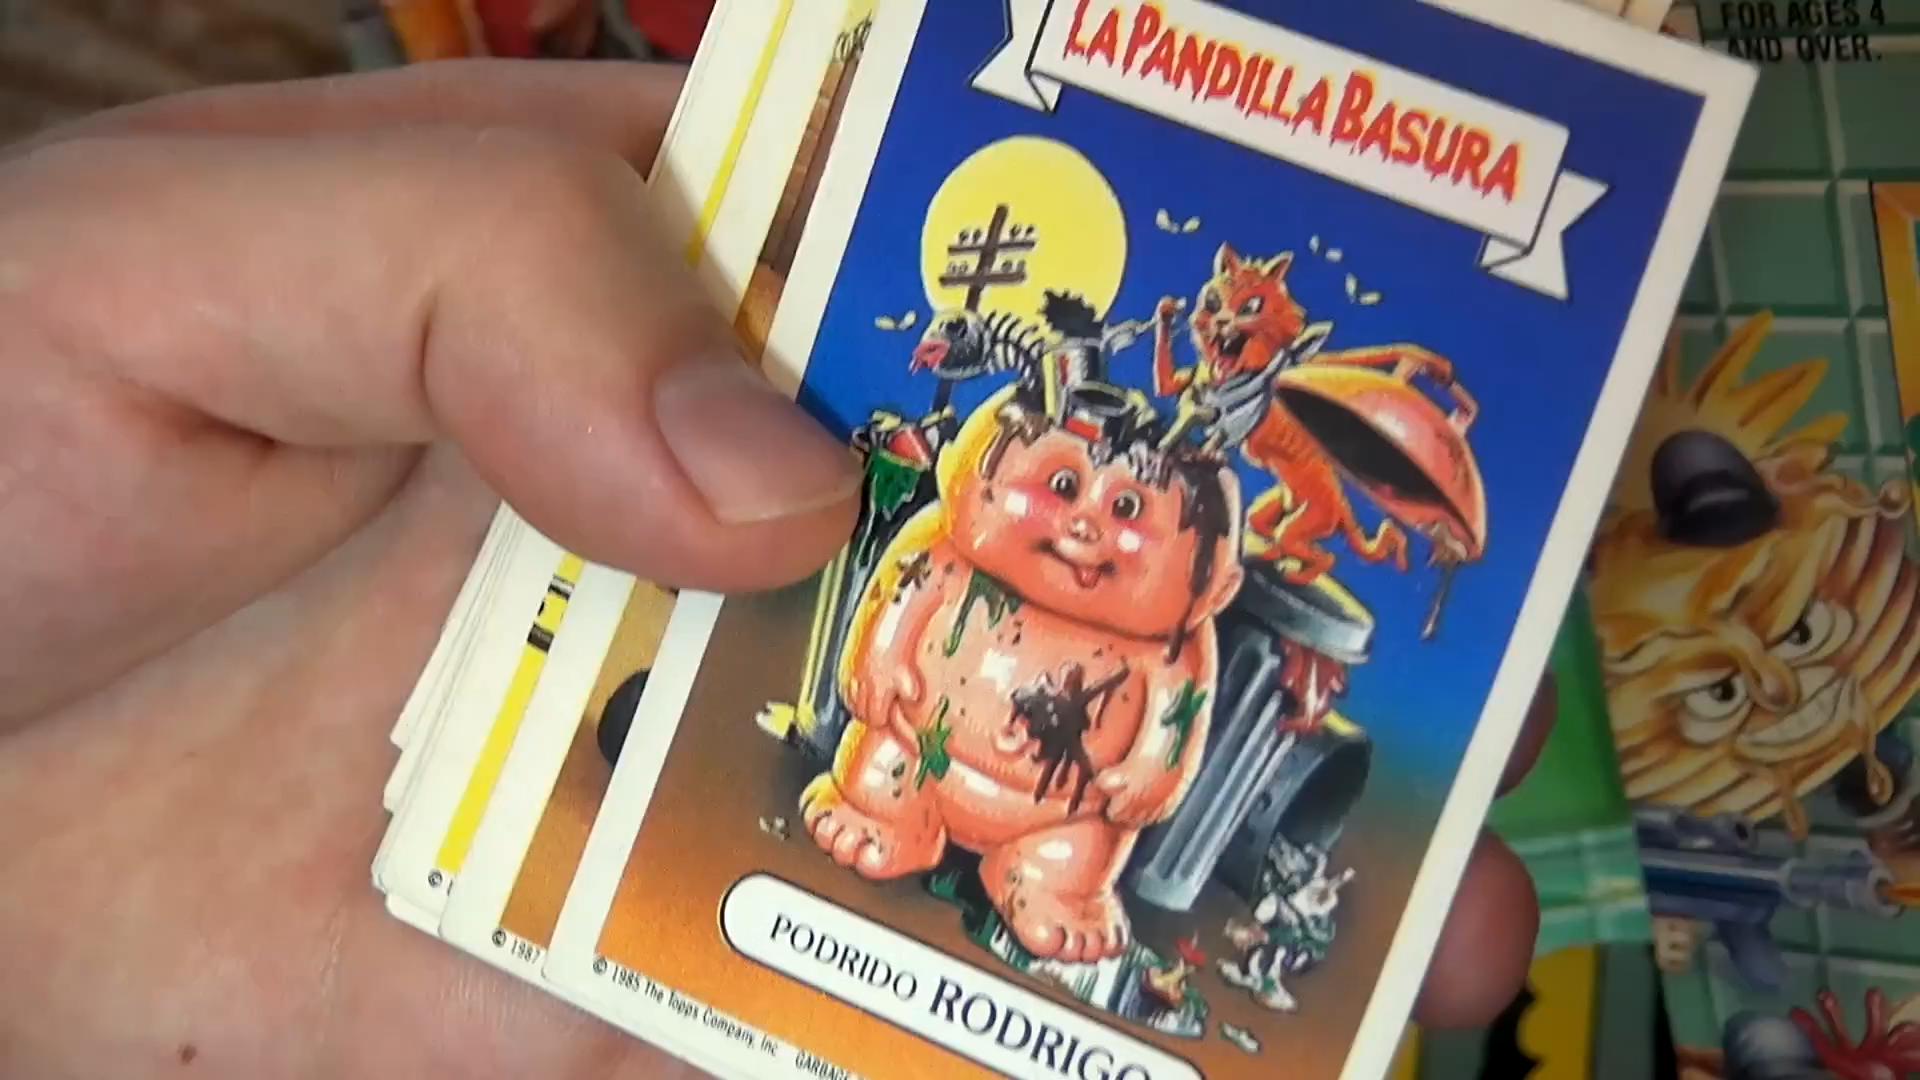 FOR AGES 4
AND OVER.
LA PANDILLA BASURA
PODRIDO RODRIGO
© 1985 The Topps Company, Inc
© 1987
©